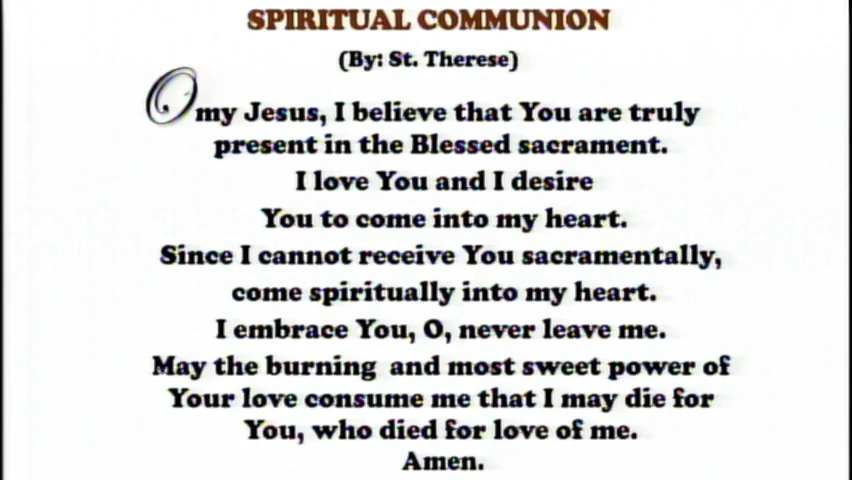 SPIRITUAL COMMUNION
(By: St. Therese)
O my Jesus, I believe that You are truly
present in the Blessed sacrament.
I love You and I desire
You to come into my heart.
Since I cannot receive You sacramentally,
come spiritually into my heart.
I embrace You, O, never leave me.
May the burning and most sweet power of
Your love consume me that I may die for
You, who died for love of me.
Amen.